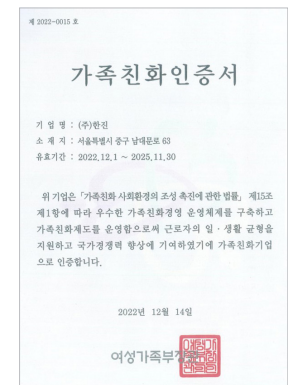 제 2022-0015 호
가족친화인증서
기 업 명 : (주)한진
소 재 지 : 서울특별시 중구 남대문로 63
유효기간 : 2022.12.1 ~ 2025.11.30
위 기업은 「가족친화 사회환경의 조성 촉진에 관한 법률」 제15조
제1항에 따라 우수한 가족친화경영 운영체제를 구축하고
가족친화제도를 운영함으로써 근로자의 일·생활 균형을
지원하고 국가경쟁력 향상에 기여하였기에 가족친화기업
으로 인증합니다.
2022년 12월 14일
여성가족부장관